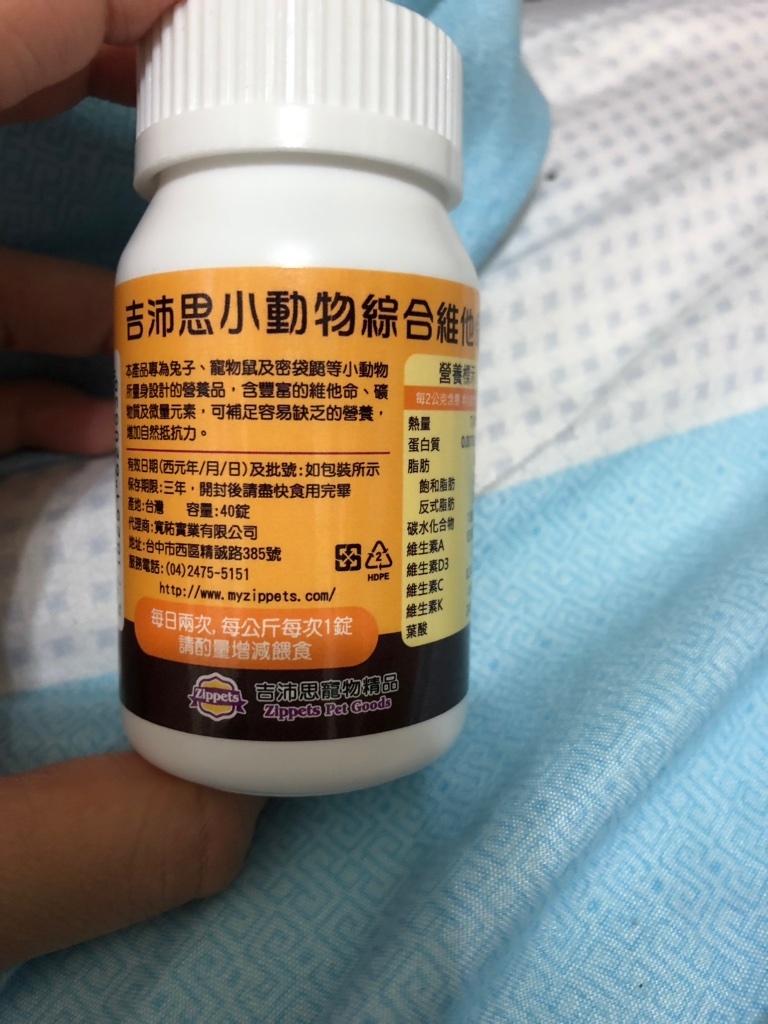 吉沛思小動物綜合維他
本產品專為兔子、寵物鼠及密袋鼯等小動物
所量身設計的營養品，含豐富的維他命、礦
物質及微量元素，可補足容易缺乏的營養，
增加自然抵抗力。
有效日期(西元年/月/日)及批號:如包裝所示
保存期限:三年，開封後請盡快食用完畢
產地:台灣 容量:40錠
代理商:寬祐實業有限公司
地址:台中市西區精誠路385號
服務電話:(04)2475-5151
http://www.myzippets.com/
2
HDPE
每日兩次, 每公斤每次1錠
請酌量增減餵食
Zippets
吉沛思寵物精品
Zippets Pet Goods
營養標示
每2公克含量
熱量
蛋白質
脂肪
飽和脂肪
反式脂肪
碳水化合物
維生素A
維生素D3
維生素C
維生素K
葉酸